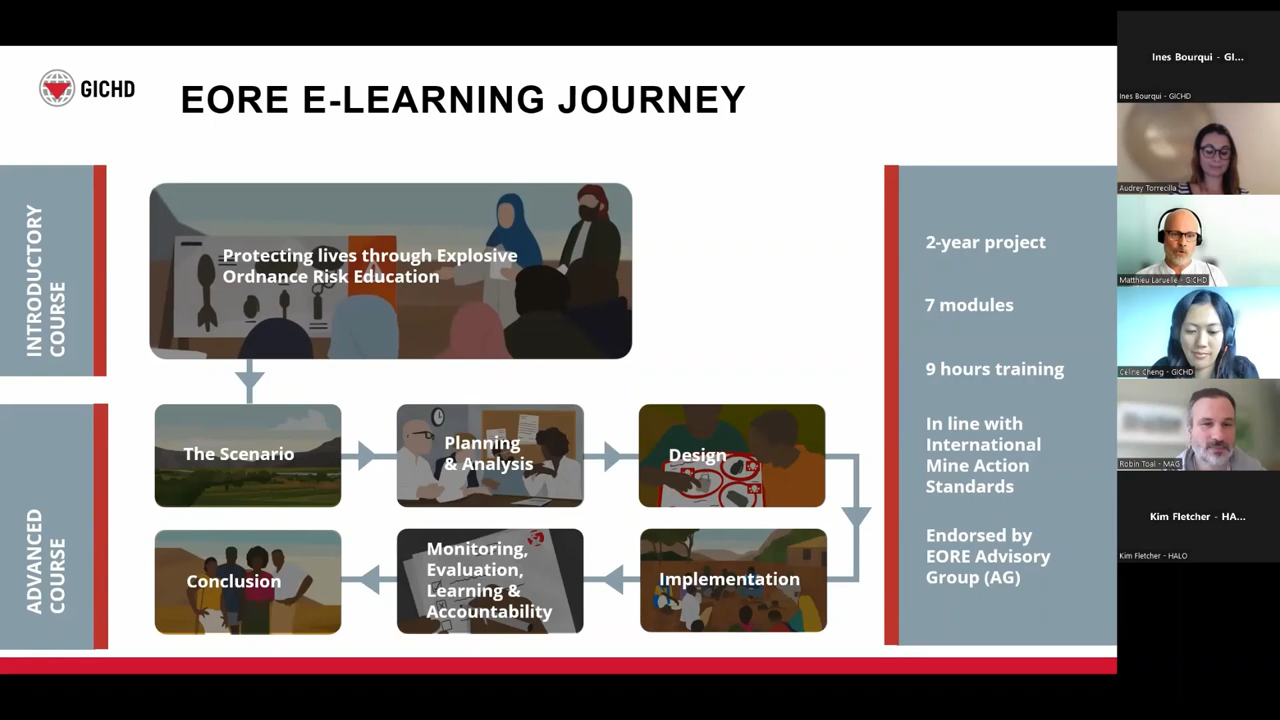 GICHD
EORE E-LEARNING JOURNEY
INTRODUCTORY
COURSE
Protecting lives through Explosive
Ordnance Risk Education
2-year project
7 modules
9 hours training
In line with
International
Mine Action
Standards
Endorsed by
EORE Advisory
Group (AG)
ADVANCED
COURSE
The Scenario
Planning
& Analysis
Design
Conclusion
Monitoring,
Evaluation,
Learning &
Accountability
Implementation
Ines Bourqui - GI...
Ines Bourqui - GICHD
Audrey Torrecilla
Matthieu Laruelle - GICHD
Céline Cheng - GICHD
Robin Toal - MAG
Kim Fletcher - HA...
Kim Fletcher - HALO